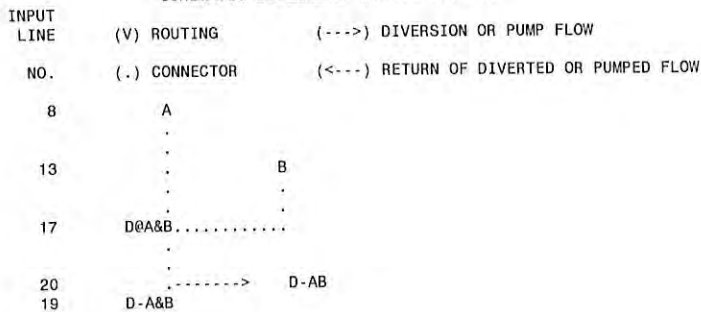 INPUT
LINE (V) ROUTING (--->) DIVERSION OR PUMP FLOW
NO. (.) CONNECTOR (<---) RETURN OF DIVERTED OR PUMPED FLOW
8 A
.
.
13 . B
. .
. .
17 D@A&B............
.
.
20 .-------> D-AB
19 D-A&B